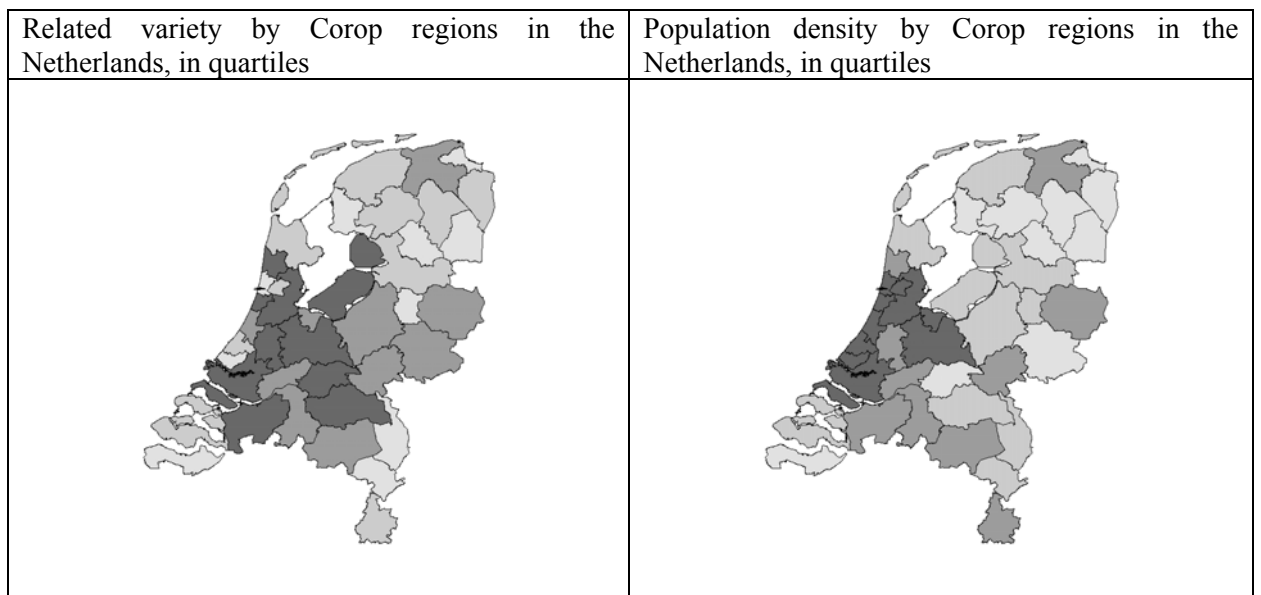 Related variety by Corop regions in the
Netherlands, in quartiles
Population density by Corop regions in the
Netherlands, in quartiles